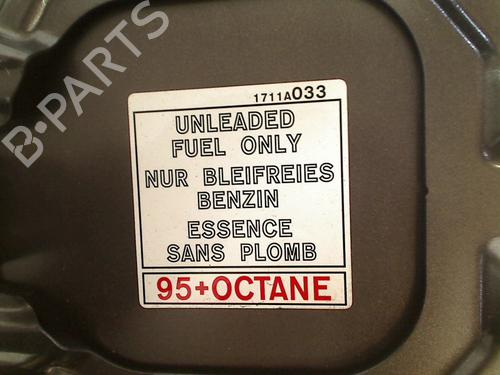 B-PARTS
1711A033
UNLEADED
FUEL ONLY
NUR BLEIFREIES
BENZIN
ESSENCE
SANS PLOMB
95+OCTANE